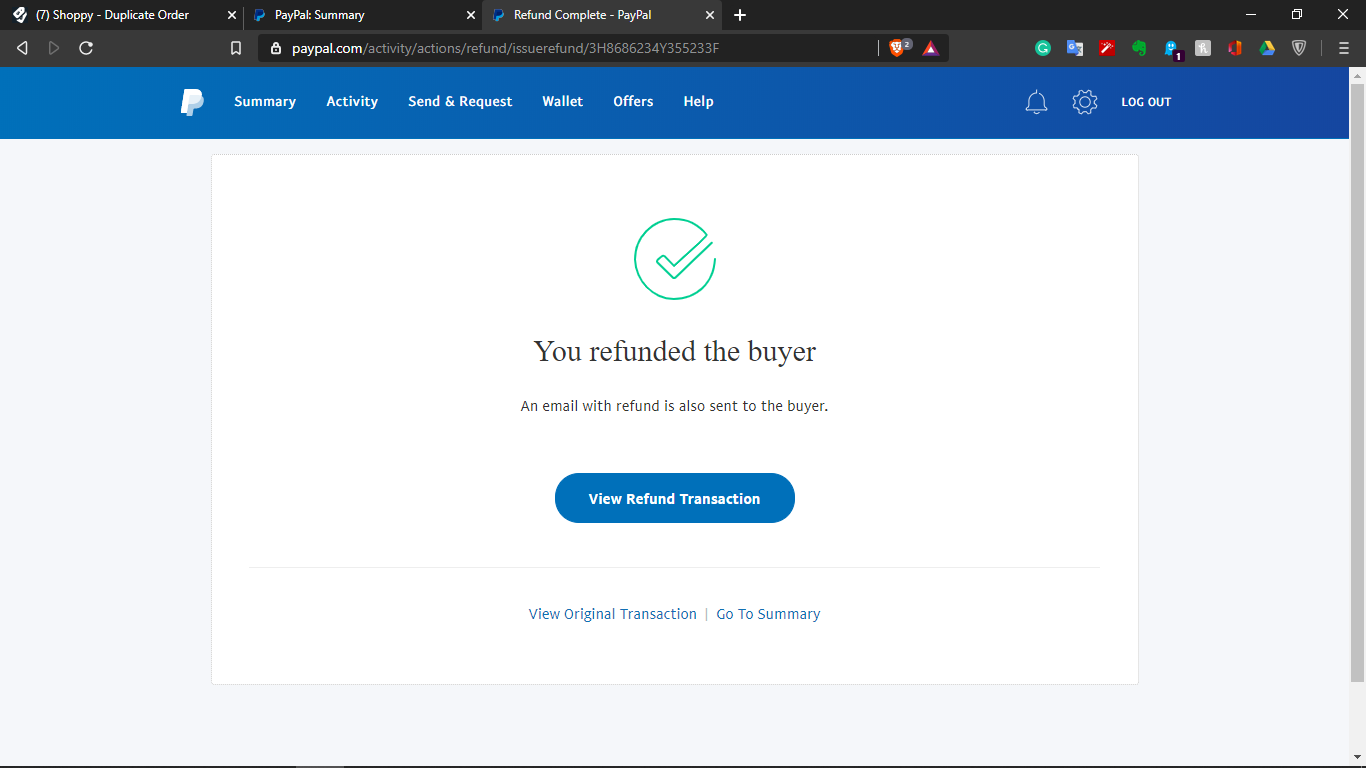 (7) Shoppy - Duplicate Order
PayPal: Summary
Refund Complete - PayPal
paypal.com/activity/actions/refund/issuerefund/3H8686234Y355233F
2
1
Summary
Activity
Send & Request
Wallet
Offers
Help
LOG OUT
You refunded the buyer
An email with refund is also sent to the buyer.
View Refund Transaction
View Original Transaction | Go To Summary